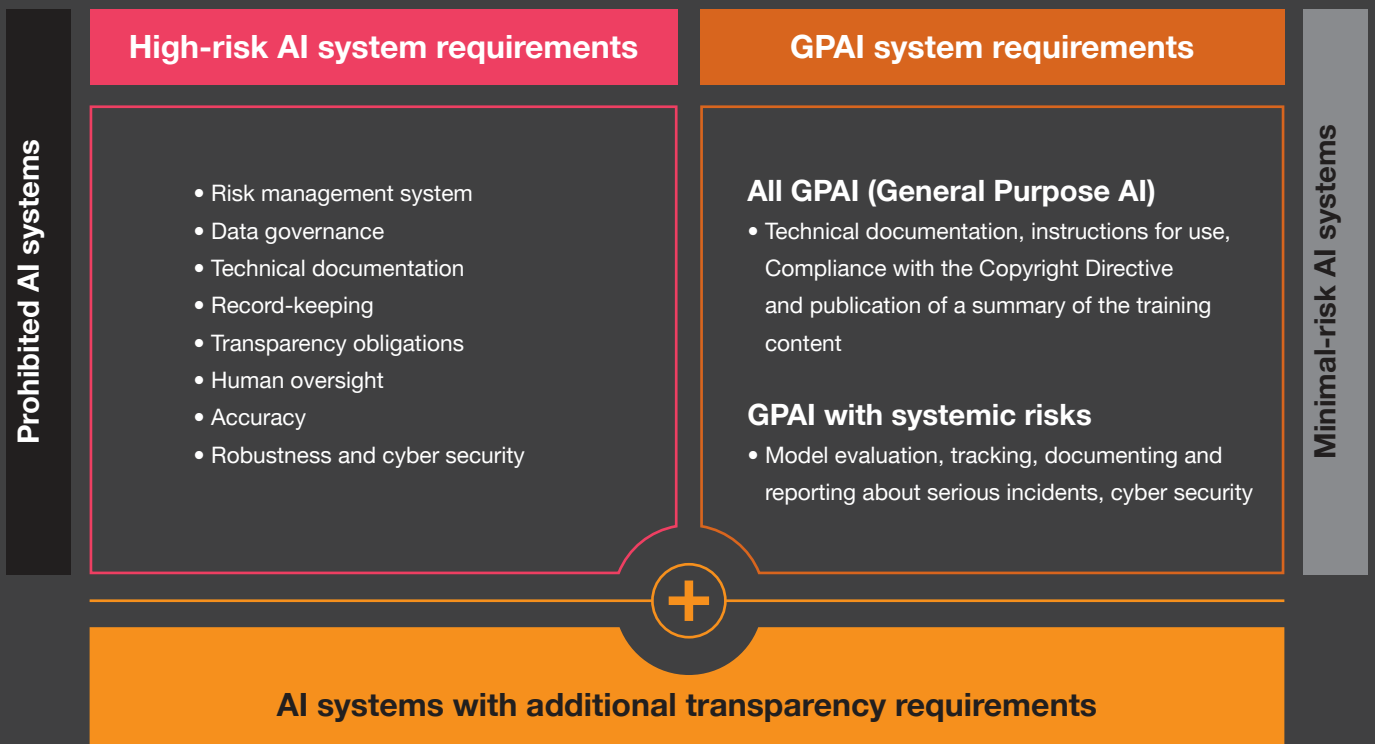 Prohibited AI systems
High-risk AI system requirements
• Risk management system
• Data governance
• Technical documentation
• Record-keeping
• Transparency obligations
• Human oversight
• Accuracy
• Robustness and cyber security
GPAI system requirements
All GPAI (General Purpose AI)
• Technical documentation, instructions for use,
Compliance with the Copyright Directive
and publication of a summary of the training
content
GPAI with systemic risks
• Model evaluation, tracking, documenting and
reporting about serious incidents, cyber security
Minimal-risk AI systems
+
AI systems with additional transparency requirements